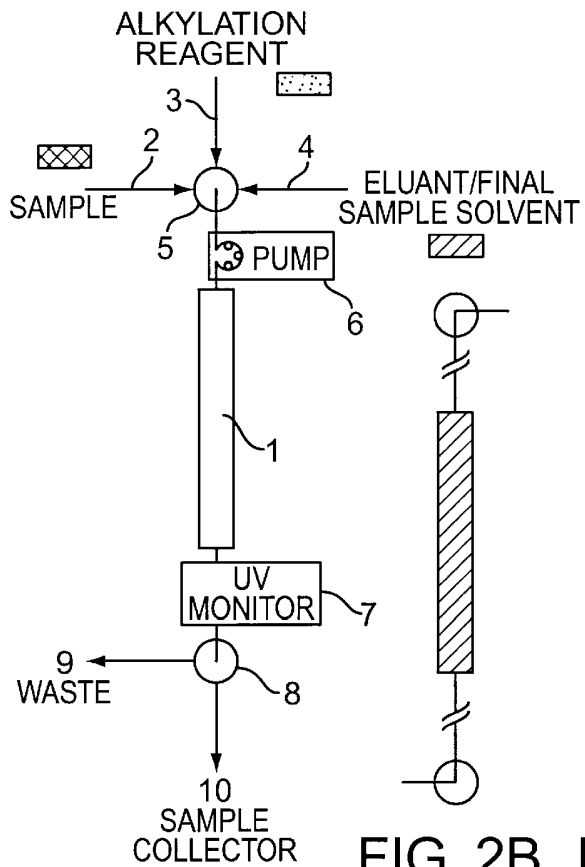 ALKYLATION
REAGENT
3
2
4
SAMPLE
5
ELUANT/FINAL
SAMPLE SOLVENT
PUMP
6
1
UV
MONITOR
7
9
WASTE
8
10
SAMPLE
COLLECTOR
FIG. 2B